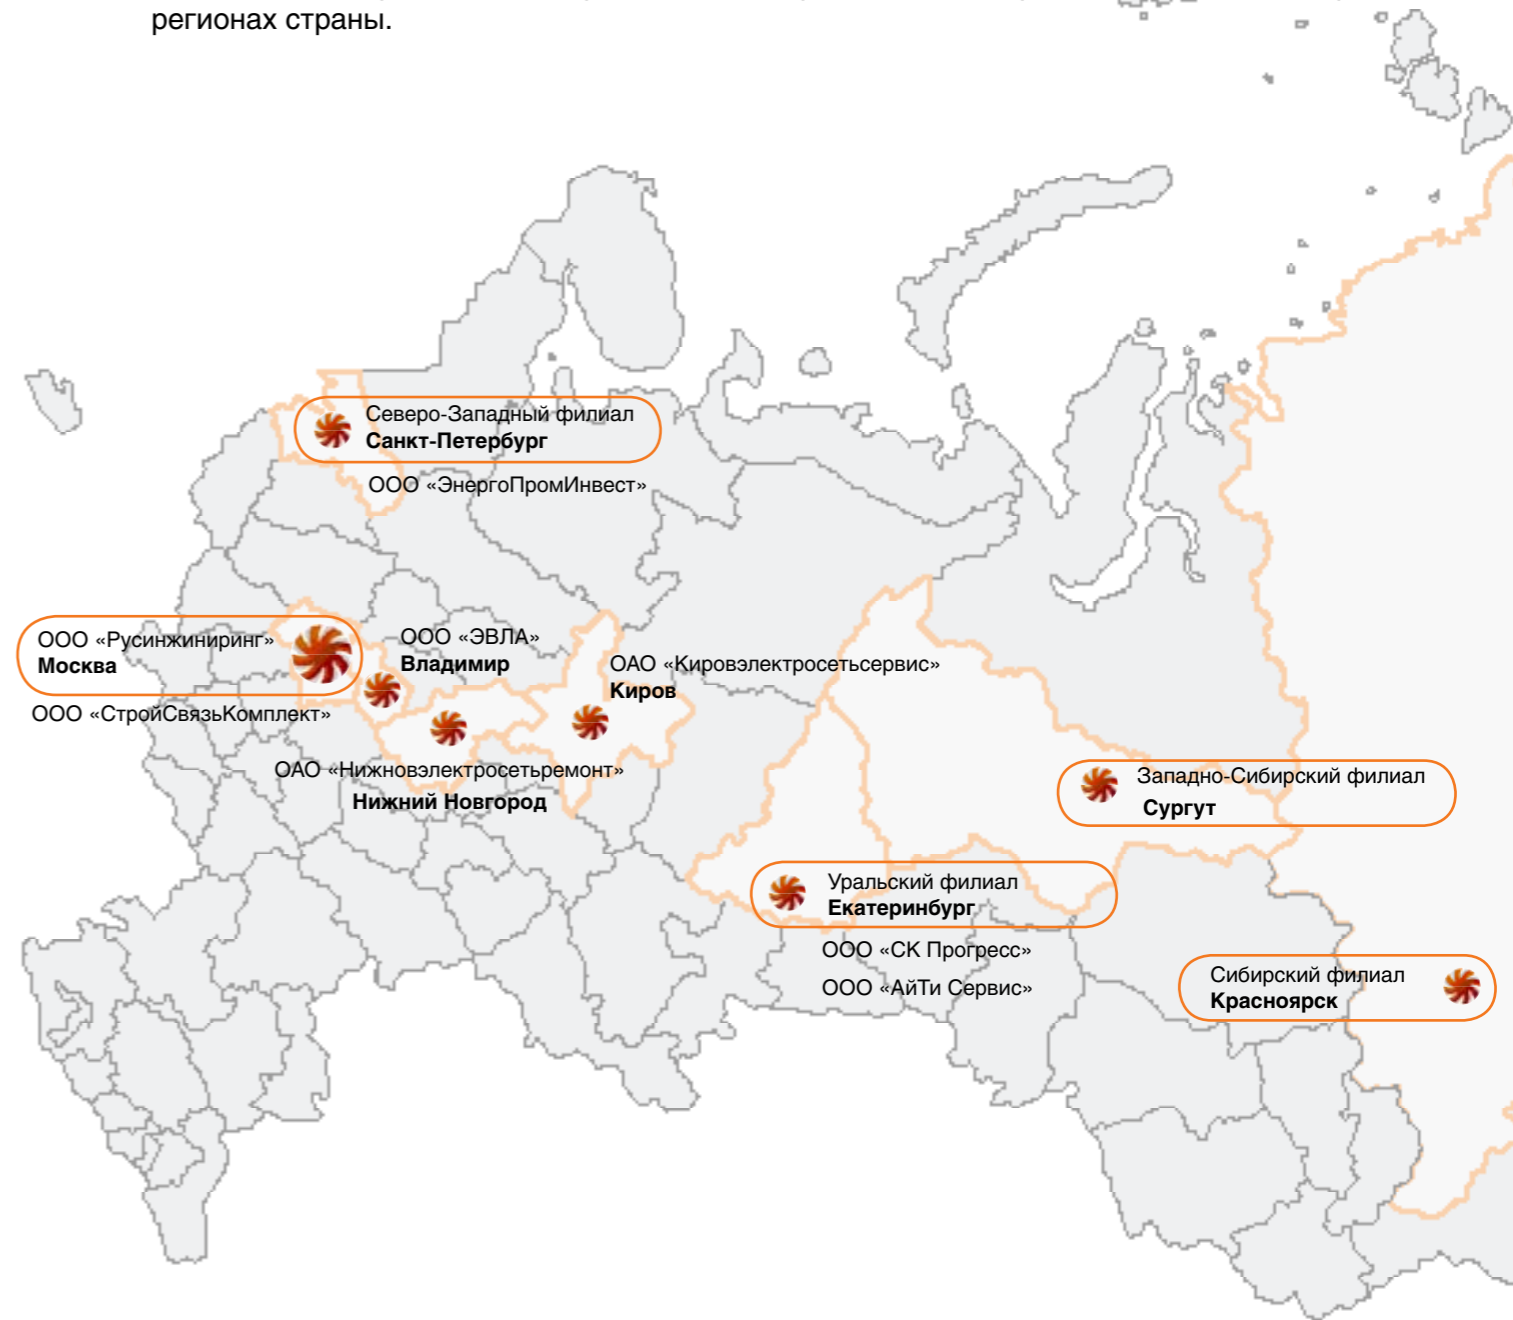 регионах страны.
Северо-Западный филиал
Санкт-Петербург
ООО «ЭнергоПромИнвест»
ООО «Русинжиниринг»
Москва
ООО «СтройСвязьКомплект»
ООО «ЭВЛА»
Владимир
ОАО «Кировэлектросетьсервис»
Киров
ОАО «Нижновэлектросетьремонт»
Нижний Новгород
Западно-Сибирский филиал
Сургут
Уральский филиал
Екатеринбург
ООО «СК Прогресс»
ООО «АйТи Сервис»
Сибирский филиал
Красноярск